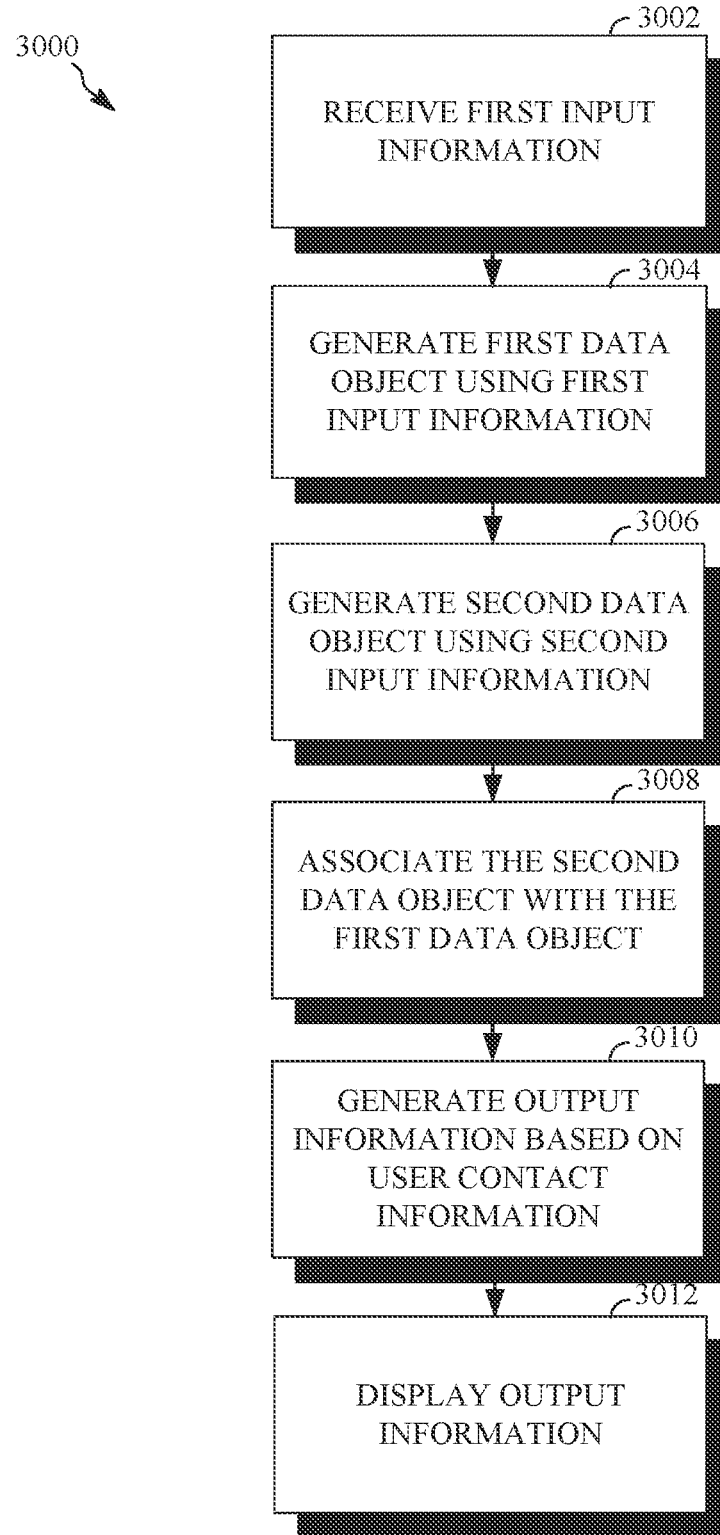 3000
3002
RECEIVE FIRST INPUT
INFORMATION
3004
GENERATE FIRST DATA
OBJECT USING FIRST
INPUT INFORMATION
3006
GENERATE SECOND DATA
OBJECT USING SECOND
INPUT INFORMATION
3008
ASSOCIATE THE SECOND
DATA OBJECT WITH THE
FIRST DATA OBJECT
3010
GENERATE OUTPUT
INFORMATION BASED ON
USER CONTACT
INFORMATION
3012
DISPLAY OUTPUT
INFORMATION